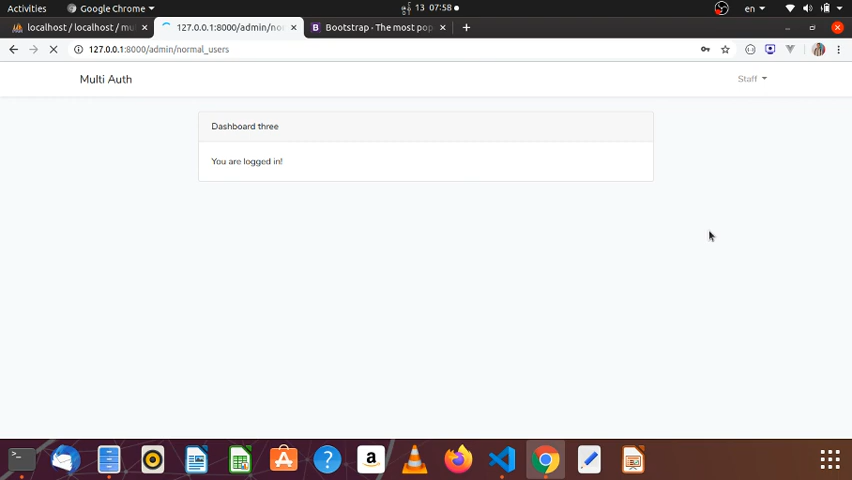 Activities
Google Chrome
13 07:58
en
localhost / localhost / mul
127.0.0.1:8000/admin/no
Bootstrap · The most pop
127.0.0.1:8000/admin/normal_users
Multi Auth
Staff
Dashboard three
You are logged in!